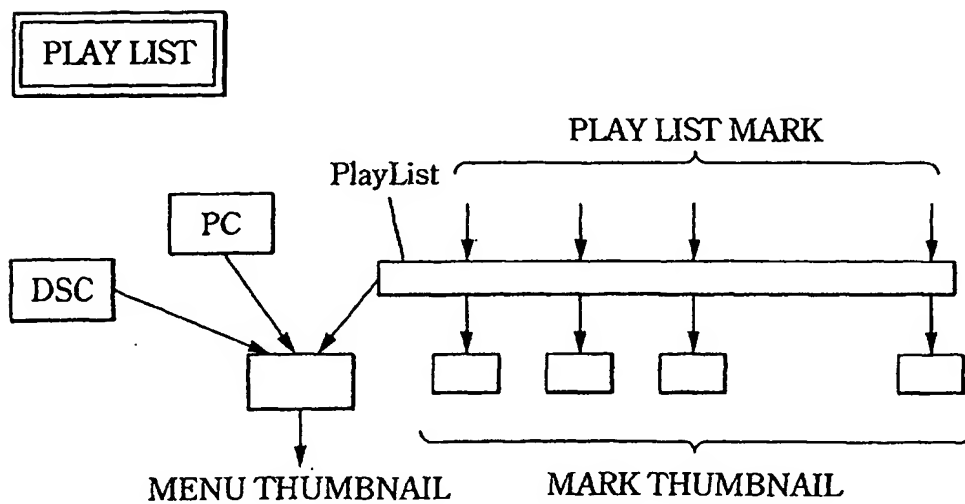 PLAY LIST
PLAY LIST MARK
PlayList
PC
DSC
MENU THUMBNAIL
MARK THUMBNAIL